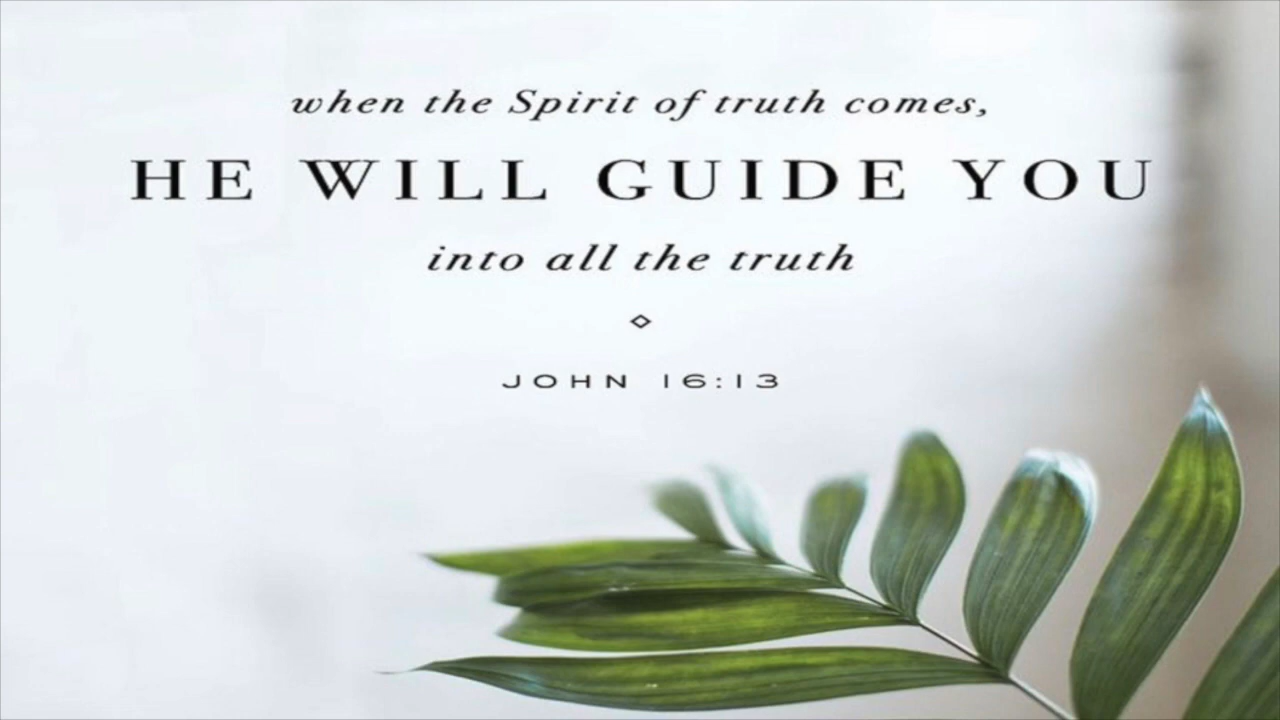 when the Spirit of truth comes,
HE WILL GUIDE YOU
into all the truth
JOHN 16:13